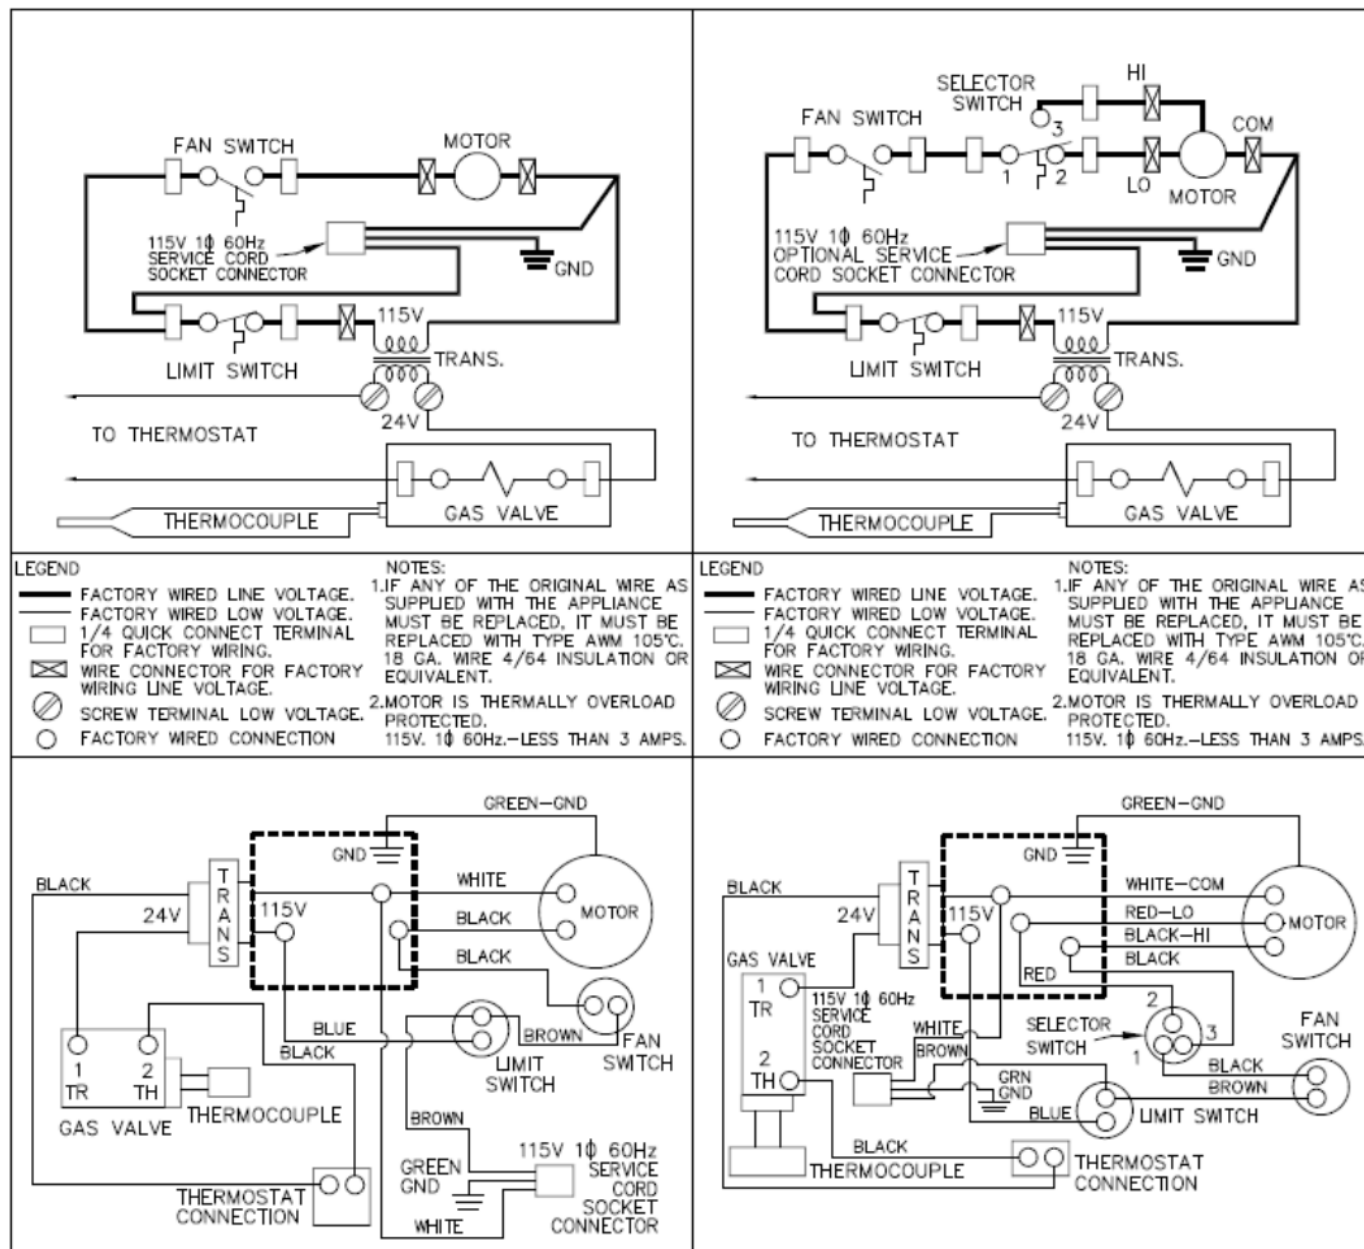 FAN SWITCH
MOTOR
115V 1ϕ 60Hz
SERVICE CORD
SOCKET CONNECTOR
GND
115V
LIMIT SWITCH
TRANS.
24V
TO THERMOSTAT
THERMOCOUPLE
GAS VALVE
HI
SELECTOR
SWITCH
FAN SWITCH
3
COM
1
2
LO
MOTOR
115V 1ϕ 60Hz
OPTIONAL SERVICE
CORD SOCKET CONNECTOR
GND
115V
LIMIT SWITCH
TRANS.
24V
TO THERMOSTAT
THERMOCOUPLE
GAS VALVE
LEGEND
FACTORY WIRED LINE VOLTAGE.
FACTORY WIRED LOW VOLTAGE.
1/4 QUICK CONNECT TERMINAL
FOR FACTORY WIRING.
WIRE CONNECTOR FOR FACTORY
WIRING LINE VOLTAGE.
SCREW TERMINAL LOW VOLTAGE.
FACTORY WIRED CONNECTION
NOTES:
1.IF ANY OF THE ORIGINAL WIRE AS
SUPPLIED WITH THE APPLIANCE
MUST BE REPLACED, IT MUST BE
REPLACED WITH TYPE AWM 105°C.
18 GA. WIRE 4/64 INSULATION OR
EQUIVALENT.
2.MOTOR IS THERMALLY OVERLOAD
PROTECTED.
115V. 1ϕ 60Hz.-LESS THAN 3 AMPS.
LEGEND
FACTORY WIRED LINE VOLTAGE.
FACTORY WIRED LOW VOLTAGE.
1/4 QUICK CONNECT TERMINAL
FOR FACTORY WIRING.
WIRE CONNECTOR FOR FACTORY
WIRING LINE VOLTAGE.
SCREW TERMINAL LOW VOLTAGE.
FACTORY WIRED CONNECTION
NOTES:
1.IF ANY OF THE ORIGINAL WIRE AS
SUPPLIED WITH THE APPLIANCE
MUST BE REPLACED, IT MUST BE
REPLACED WITH TYPE AWM 105°C.
18 GA. WIRE 4/64 INSULATION OR
EQUIVALENT.
2.MOTOR IS THERMALLY OVERLOAD
PROTECTED.
115V. 1ϕ 60Hz.-LESS THAN 3 AMPS.
GREEN-GND
GND
BLACK
TRANS
WHITE
24V
115V
BLACK
MOTOR
BLACK
BLUE
BROWN
FAN
SWITCH
BLACK
LIMIT
SWITCH
1
2
TR
TH
THERMOCOUPLE
GAS VALVE
BROWN
115V 1ϕ 60Hz
SERVICE
CORD
SOCKET
CONNECTOR
GREEN
GND
THERMOSTAT
CONNECTION
WHITE
GREEN-GND
GND
BLACK
TRANS
WHITE-COM
24V
115V
RED-LO
MOTOR
BLACK-HI
BLACK
GAS VALVE
RED
1
TR
115V 1ϕ 60Hz
SERVICE
CORD
SOCKET
CONNECTOR
2
WHITE
SELECTOR
SWITCH
3
FAN
SWITCH
BROWN
1
2
TH
GRN
GND
BLACK
BROWN
BLUE
LIMIT SWITCH
BLACK
THERMOCOUPLE
THERMOSTAT
CONNECTION